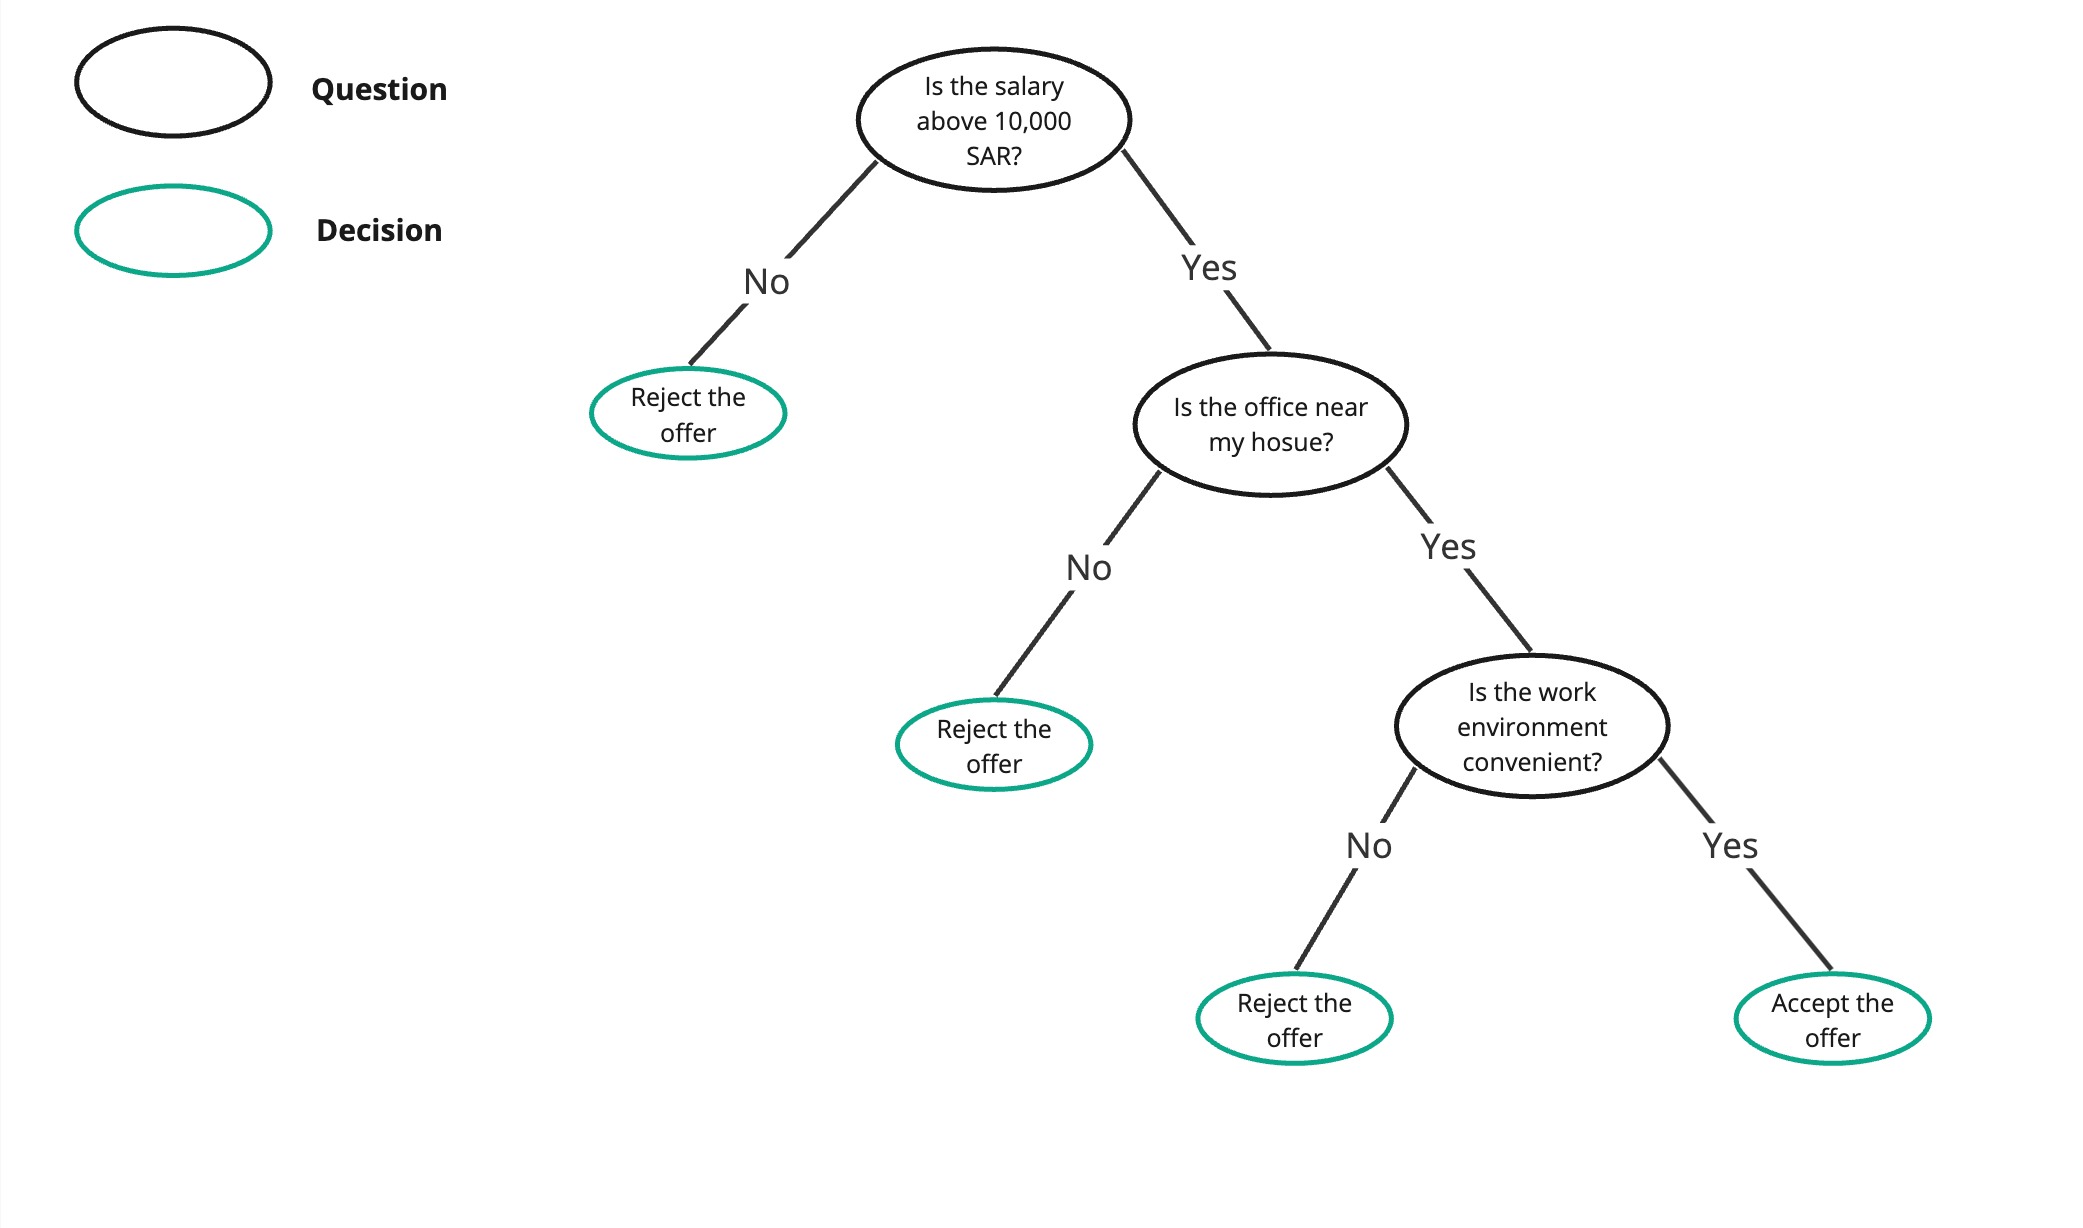 Question
Decision
Is the salary
above 10,000
SAR?
No
Yes
Reject the
offer
Is the office near
my hosue?
No
Yes
Reject the
offer
Is the work
environment
convenient?
No
Yes
Reject the
offer
Accept the
offer